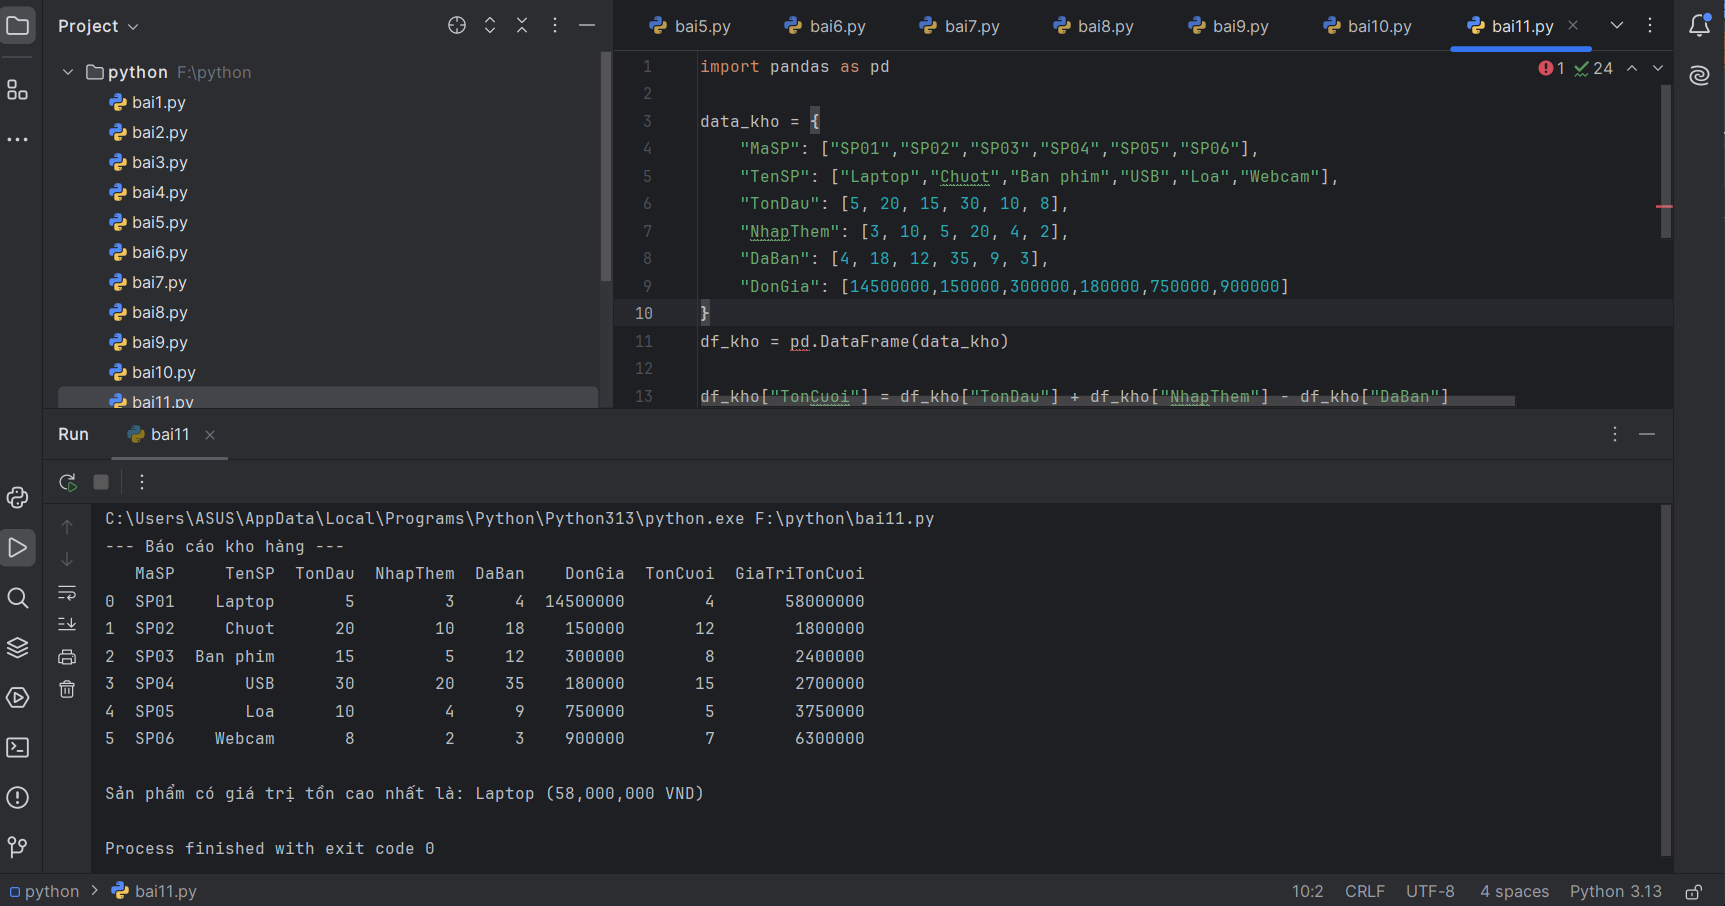 Project
bai5.py bai6.py bai7.py bai8.py bai9.py bai10.py bai11.py
python F:\python
bai1.py
bai2.py
bai3.py
bai4.py
bai5.py
bai6.py
bai7.py
bai8.py
bai9.py
bai10.py
bai11.py
1 24
1 import pandas as pd
2
3 data_kho = {
4 "MaSP": ["SP01","SP02","SP03","SP04","SP05","SP06"],
5 "TenSP": ["Laptop","Chuot","Ban phim","USB","Loa","Webcam"],
6 "TonDau": [5, 20, 15, 30, 10, 8],
7 "NhapThem": [3, 10, 5, 20, 4, 2],
8 "DaBan": [4, 18, 12, 35, 9, 3],
9 "DonGia": [14500000,150000,300000,180000,750000,900000]
10 }
11 df_kho = pd.DataFrame(data_kho)
12
13 df_kho["TonCuoi"] = df_kho["TonDau"] + df_kho["NhapThem"] - df_kho["DaBan"]
Run bai11
C:\Users\ASUS\AppData\Local\Programs\Python\Python313\python.exe F:\python\bai11.py
--- Báo cáo kho hàng ---
MaSP TenSP TonDau NhapThem DaBan DonGia TonCuoi GiaTriTonCuoi
0 SP01 Laptop 5 3 4 14500000 4 58000000
1 SP02 Chuot 20 10 18 150000 12 1800000
2 SP03 Ban phim 15 5 12 300000 8 2400000
3 SP04 USB 30 20 35 180000 15 2700000
4 SP05 Loa 10 4 9 750000 5 3750000
5 SP06 Webcam 8 2 3 900000 7 6300000
Sản phẩm có giá trị tồn cao nhất là: Laptop (58,000,000 VND)
Process finished with exit code 0
python > bai11.py
10:2 CRLF UTF-8 4 spaces Python 3.13